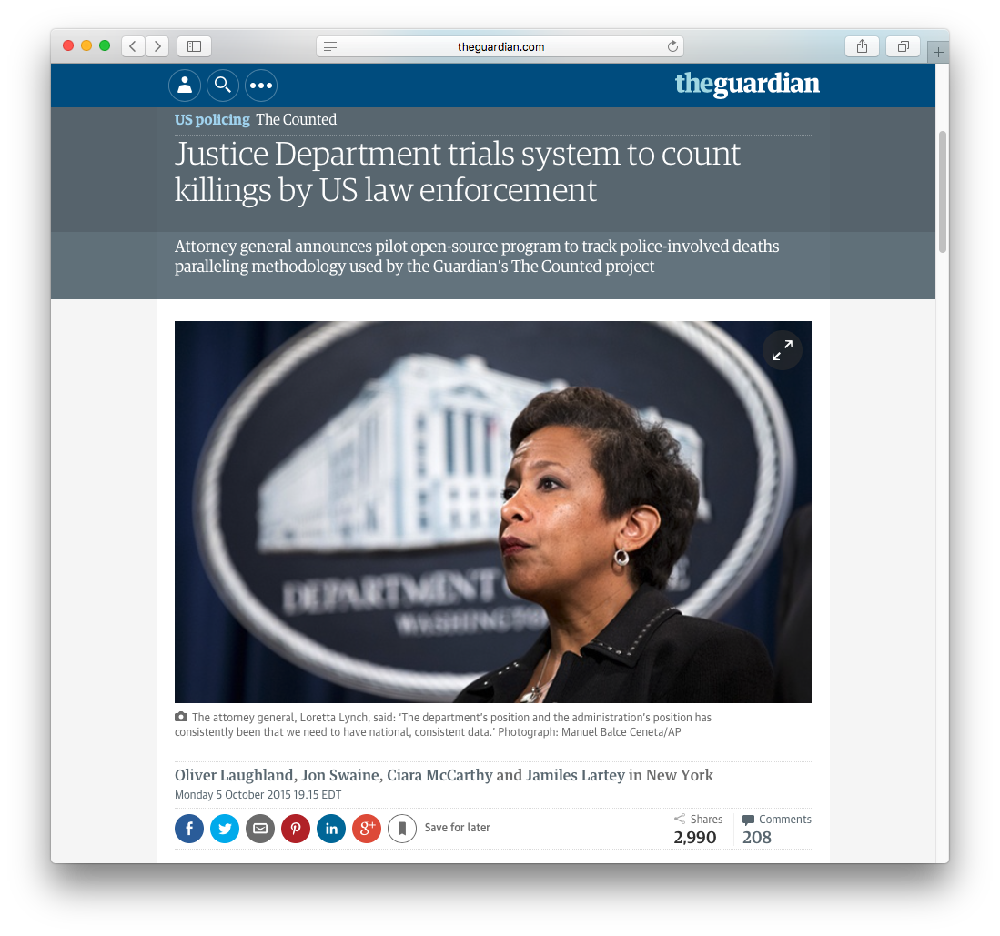 theguardian.com
theguardian
US policing The Counted
Justice Department trials system to count
killings by US law enforcement
Attorney general announces pilot open-source program to track police-involved deaths
paralleling methodology used by the Guardian’s The Counted project
DEPARTMENT
WASHINGTON
The attorney general, Loretta Lynch, said: ‘The department’s position and the administration’s position has
consistently been that we need to have national, consistent data.’ Photograph: Manuel Balce Ceneta/AP
Oliver Laughland, Jon Swaine, Ciara McCarthy and Jamiles Lartey in New York
Monday 5 October 2015 19.15 EDT
Save for later
Shares
2,990
Comments
208